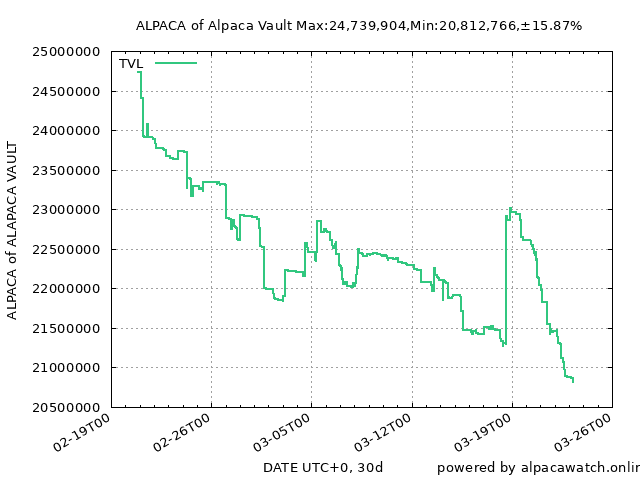 ALPACA of Alpaca Vault Max:24,739,904,Min:20,812,766,±15.87%
TVL
25000000
24500000
24000000
23500000
23000000
22500000
22000000
21500000
21000000
20500000
ALPACA of ALAPACA VAULT
02-19T00
02-26T00
03-05T00
03-12T00
03-19T00
03-26T00
DATE UTC+0, 30d
powered by alpacawatch.onlin